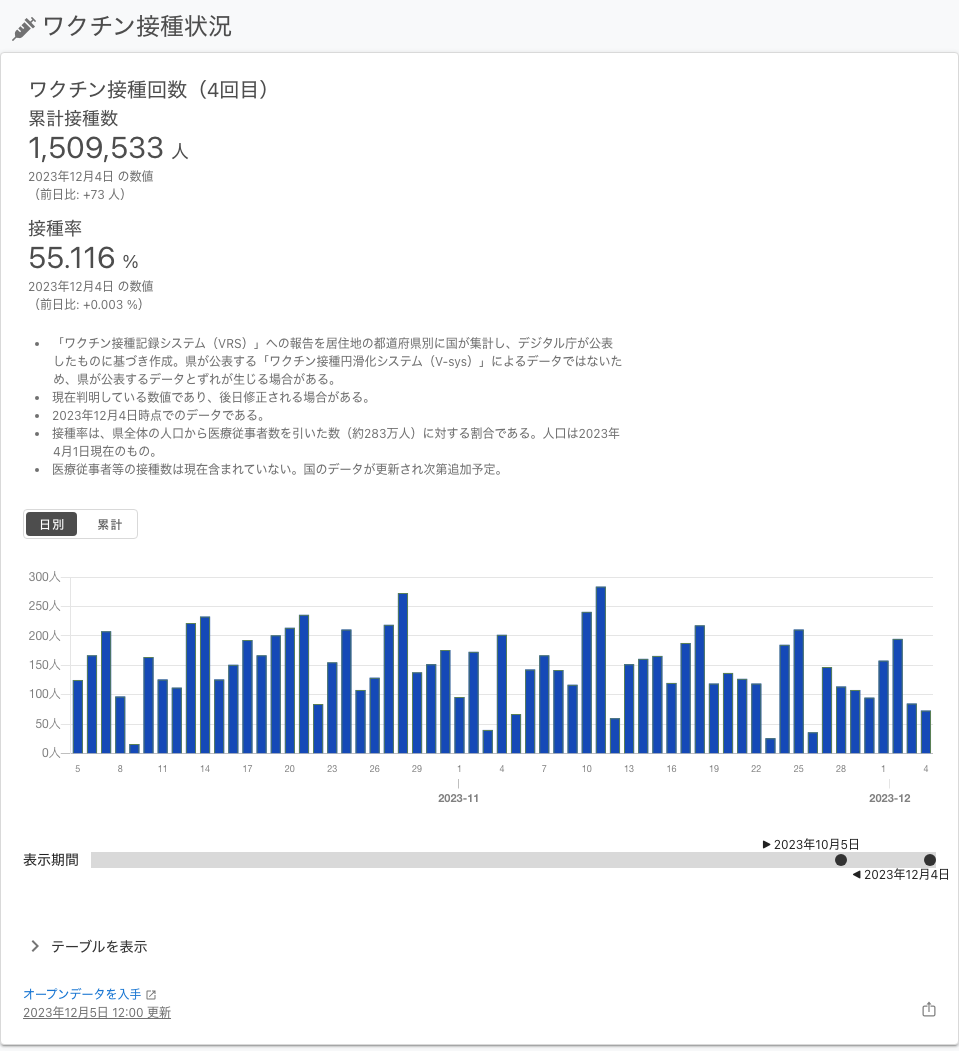 ワクチン接種状況
ワクチン接種回数（4回目）
累計接種数
1,509,533 人
2023年12月4日 の数値
（前日比: +73 人）
接種率
55.116 %
2023年12月4日 の数値
（前日比: +0.003 %）
• 「ワクチン接種記録システム（VRS）」への報告を居住地の都道府県別に国が集計し、デジタル庁が公表
したものに基づき作成。県が公表する「ワクチン接種円滑化システム（V-sys）」によるデータではないた
め、県が公表するデータとずれが生じる場合がある。
• 現在判明している数値であり、後日修正される場合がある。
• 2023年12月4日時点でのデータである。
• 接種率は、県全体の人口から医療従事者数を引いた数（約283万人）に対する割合である。人口は2023年
4月1日現在のもの。
• 医療従事者等の接種数は現在含まれていない。国のデータが更新され次第追加予定。
日別 累計
300人
250人
200人
150人
100人
50人
0人
5 8 11 14 17 20 23 26 29 1 4 7 10 13 16 19 22 25 28 1 4
2023-11 2023-12
▶ 2023年10月5日
表示期間
◀ 2023年12月4日
テーブルを表示
オープンデータを入手
2023年12月5日 12:00 更新